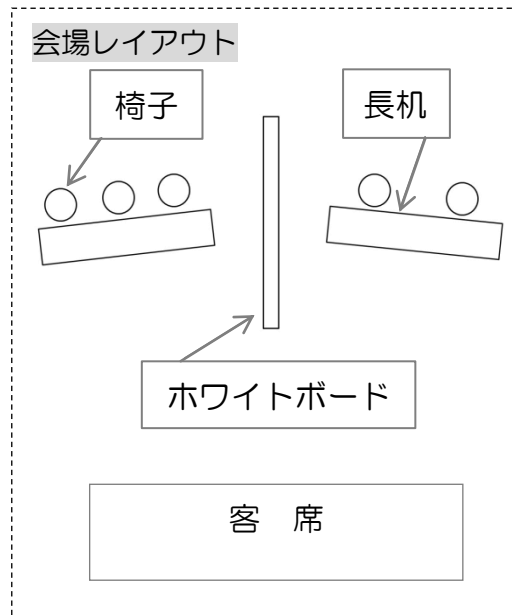 会場レイアウト
椅子
長机
ホワイトボード
客　席